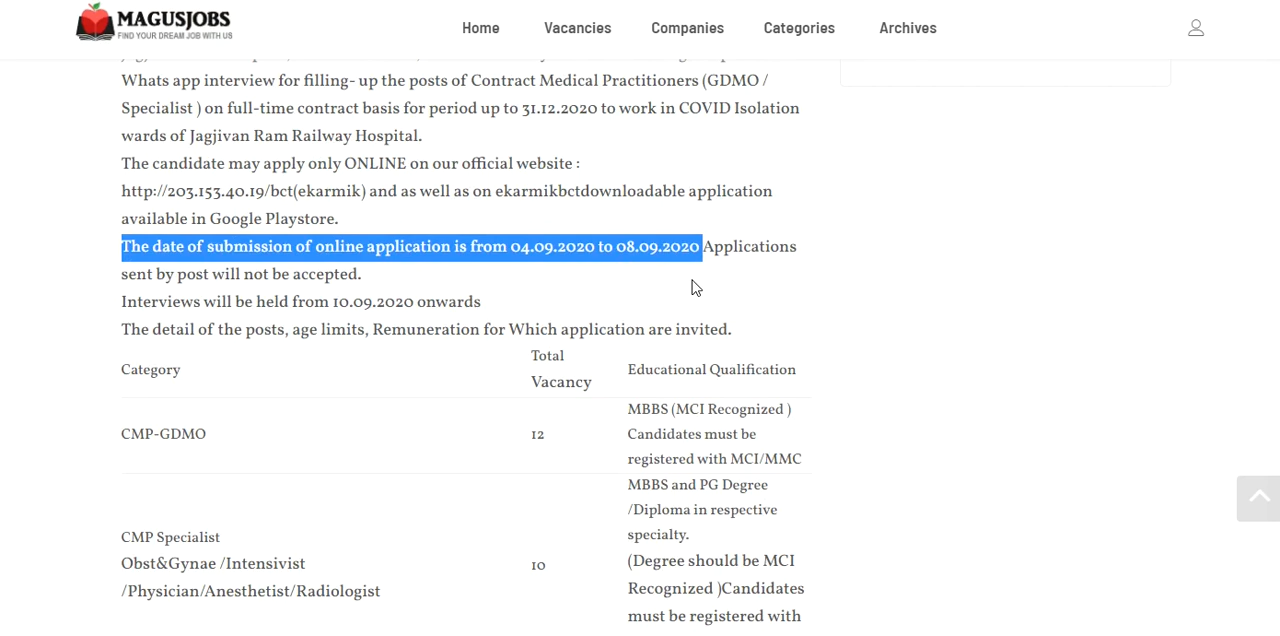 MAGUSJOBS
FIND YOUR DREAM JOB WITH US
Home Vacancies Companies Categories Archives
Whats app interview for filling- up the posts of Contract Medical Practitioners (GDMO /
Specialist ) on full-time contract basis for period up to 31.12.2020 to work in COVID Isolation
wards of Jagjivan Ram Railway Hospital.
The candidate may apply only ONLINE on our official website :
http://203.153.40.19/bct(ekarmik) and as well as on ekarmikbctdownloadable application
available in Google Playstore.
The date of submission of online application is from 04.09.2020 to 08.09.2020 Applications
sent by post will not be accepted.
Interviews will be held from 10.09.2020 onwards
The detail of the posts, age limits, Remuneration for Which application are invited.
Category Total Vacancy Educational Qualification
CMP-GDMO 12 MBBS (MCI Recognized )
Candidates must be
registered with MCI/MMC
MBBS and PG Degree
/Diploma in respective
specialty.
CMP Specialist
Obst&Gynae /Intensivist
/Physician/Anesthetist/Radiologist
10
(Degree should be MCI
Recognized )Candidates
must be registered with